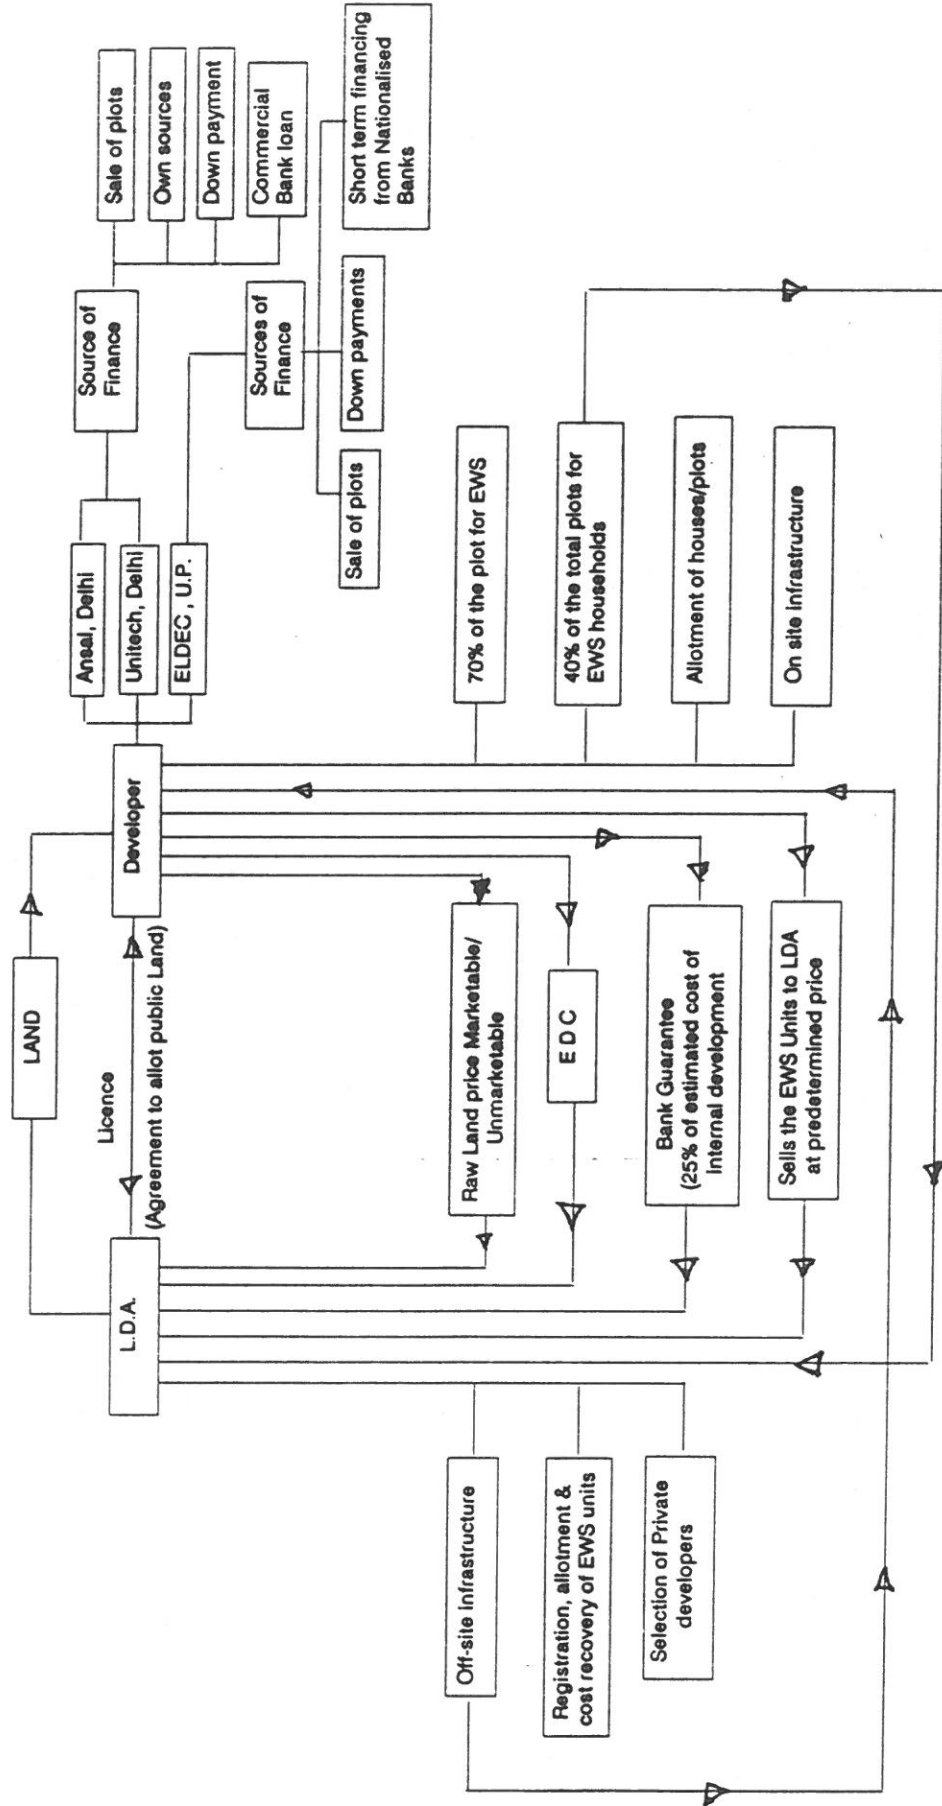 LAND
L.D.A.
Licence
(Agreement to allot public Land)
Developer
Ansal, Delhi
Unitech, Delhi
ELDEC, U.P.
Source of
Finance
Sale of plots
Own sources
Down payment
Commercial
Bank loan
Sources of
Finance
Sale of plots
Down payments
Short term financing
from Nationalised
Banks
Off-site infrastructure
Registration, allotment &
cost recovery of EWS units
Selection of Private
developers
Raw Land price Marketable/
Unmarketable
E D C
Bank Guarantee
(25% of estimated cost of
internal development
Sells the EWS Units to LDA
at predetermined price
70% of the plot for EWS
40% of the total plots for
EWS households
Allotment of houses/plots
On site infrastructure